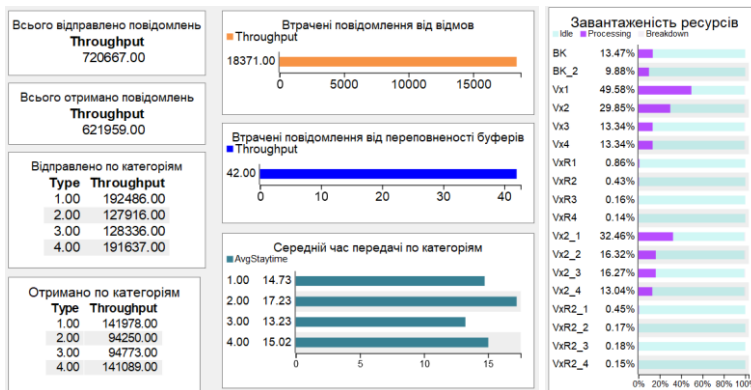 Всього відправлено повідомлень
Throughput
720667.00
Всього отримано повідомлень
Throughput
621959.00
Відправлено по категоріям
Type Throughput
1.00 192486.00
2.00 127916.00
3.00 128336.00
4.00 191637.00
Отримано по категоріям
Type Throughput
1.00 141978.00
2.00 94250.00
3.00 94773.00
4.00 141089.00
Втрачені повідомлення від відмов
Throughput
18371.00
0 5000 10000 15000
Втрачені повідомлення від переповненості буферів
Throughput
42.00
0 10 20 30 40
Середній час передачі по категоріям
AvgStaytime
1.00 14.73
2.00 17.23
3.00 13.23
4.00 15.02
0 5 10 15
Завантаженість ресурсів
Idle Processing Breakdown
BK 13.47%
BK_2 9.88%
Vx1 49.58%
Vx2 29.85%
Vx3 13.34%
Vx4 13.34%
VxR1 0.86%
VxR2 0.43%
VxR3 0.16%
VxR4 0.14%
Vx2_1 32.46%
Vx2_2 16.32%
Vx2_3 16.27%
Vx2_4 13.04%
VxR2_1 0.45%
VxR2_2 0.17%
VxR2_3 0.18%
VxR2_4 0.15%
0% 20% 40% 60% 80% 100%